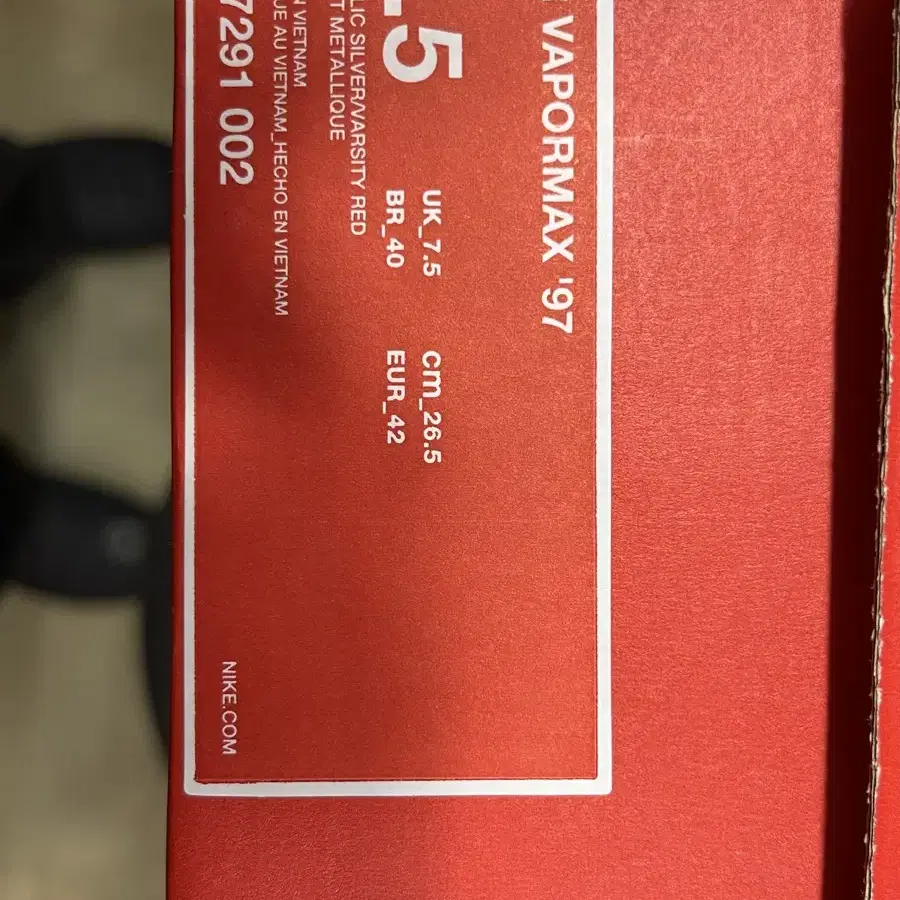 VAPORMAX '97
.5
UK_7.5 cm_26.5
BR_40 EUR_42
LIC SILVER/VARSITY RED
T METALLIQUE
N VIETNAM
UE AU VIETNAM_HECHO EN VIETNAM
7291 002
NIKE.COM